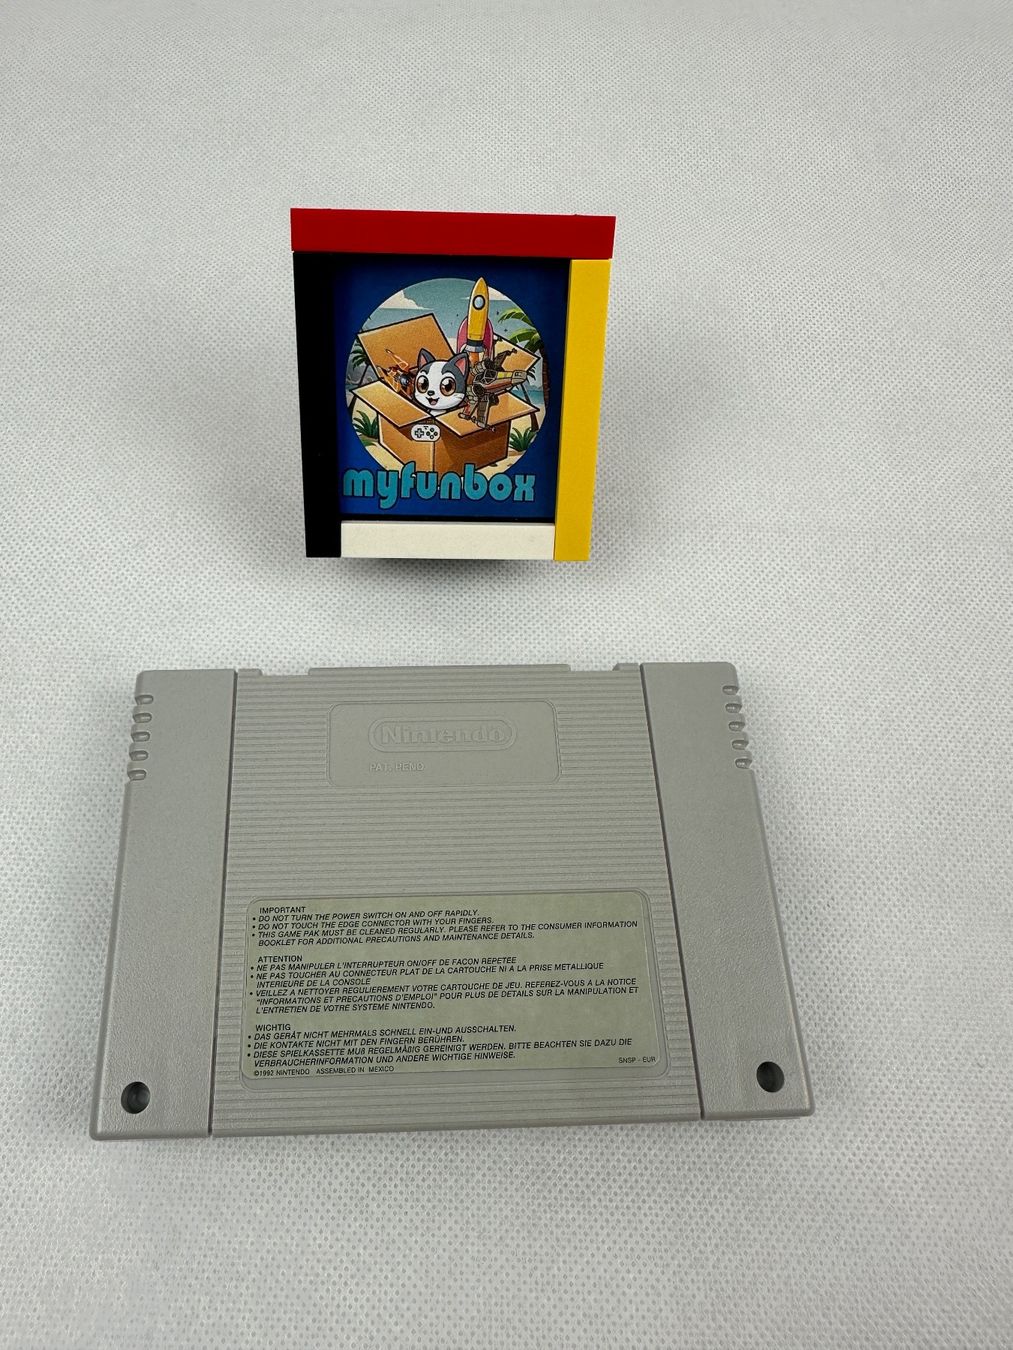 myfunbox
Nintendo
PAT. PEND
IMPORTANT
• DO NOT TURN THE POWER SWITCH ON AND OFF RAPIDLY.
• DO NOT TOUCH THE EDGE CONNECTOR WITH YOUR FINGERS.
• THIS GAME PAK MUST BE CLEANED REGULARLY. PLEASE REFER TO THE CONSUMER INFORMATION
BOOKLET FOR ADDITIONAL PRECAUTIONS AND MAINTENANCE DETAILS.
ATTENTION
• NE PAS MANIPULER L'INTERRUPTEUR ON/OFF DE FACON REPETEE
• NE PAS TOUCHER AU CONNECTEUR PLAT DE LA CARTOUCHE NI A LA PRISE METALLIQUE
INTERIEURE DE LA CONSOLE
• VEILLEZ A NETTOYER REGULIEREMENT VOTRE CARTOUCHE DE JEU. REFEREZ-VOUS A LA NOTICE
"INFORMATIONS ET PRECAUTIONS D'EMPLOI" POUR PLUS DE DETAILS SUR LA MANIPULATION ET
L'ENTRETIEN DE VOTRE SYSTEME NINTENDO.
WICHTIG
• DAS GERÄT NICHT MEHRMALS SCHNELL EIN-UND AUSSCHALTEN.
• DIE KONTAKTE NICHT MIT DEN FINGERN BERÜHREN.
• DIESE SPIELKASSETTE MUß REGELMÄßIG GEREINIGT WERDEN. BITTE BEACHTEN SIE DAZU DIE
VERBRAUCHERINFORMATION UND ANDERE WICHTIGE HINWEISE.
©1992 NINTENDO ASSEMBLED IN MEXICO
SNSP - EUR